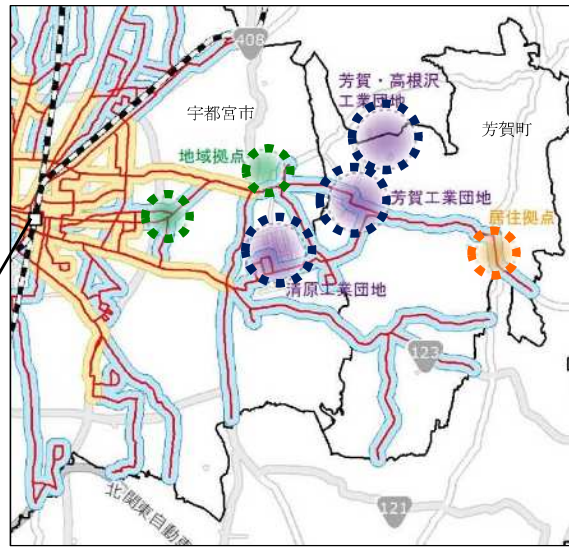 408
芳賀・高根沢
工業団地
宇都宮市
芳賀町
地域拠点
芳賀工業団地
居住拠点
清原工業団地
123
北関東自動車
121